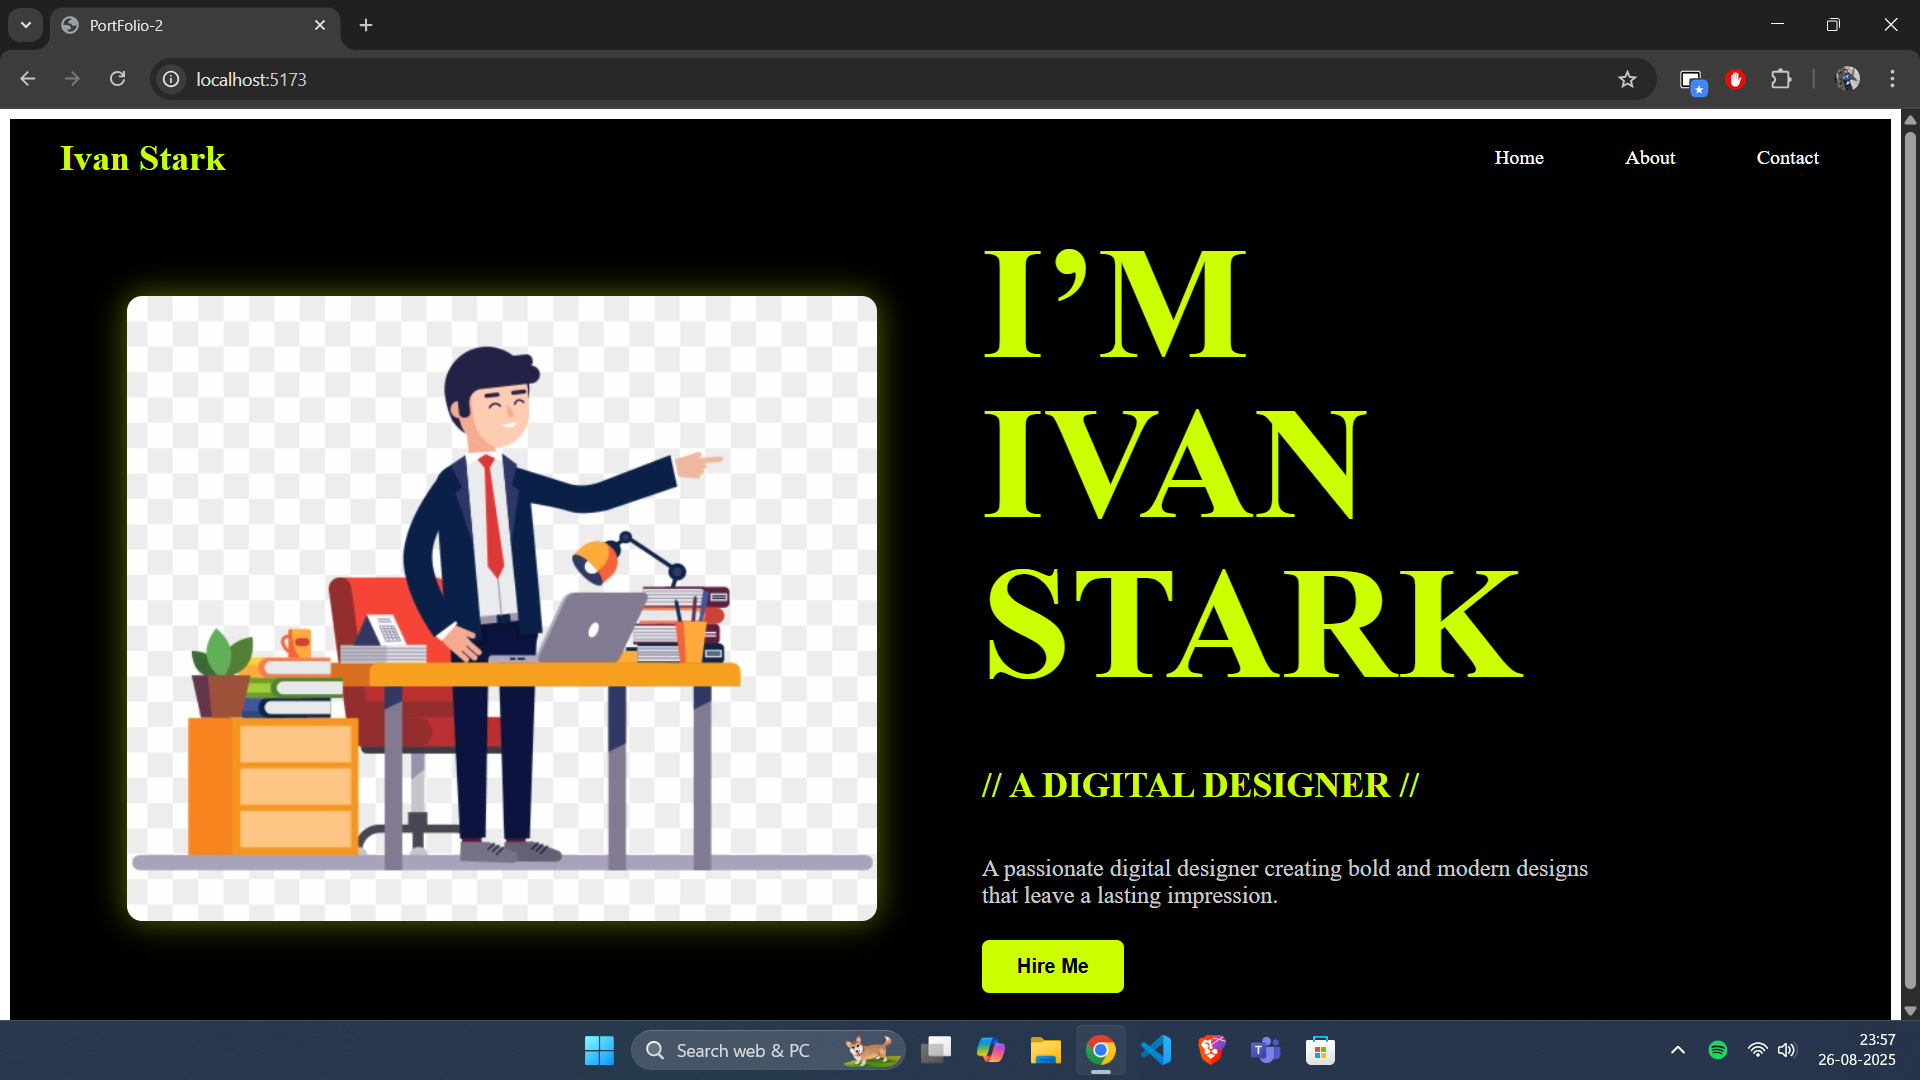 PortFolio-2
localhost:5173
Ivan Stark
Home
About
Contact
I’M
IVAN
STARK
// A DIGITAL DESIGNER //
A passionate digital designer creating bold and modern designs
that leave a lasting impression.
Hire Me
Search web & PC
23:57
26-08-2025